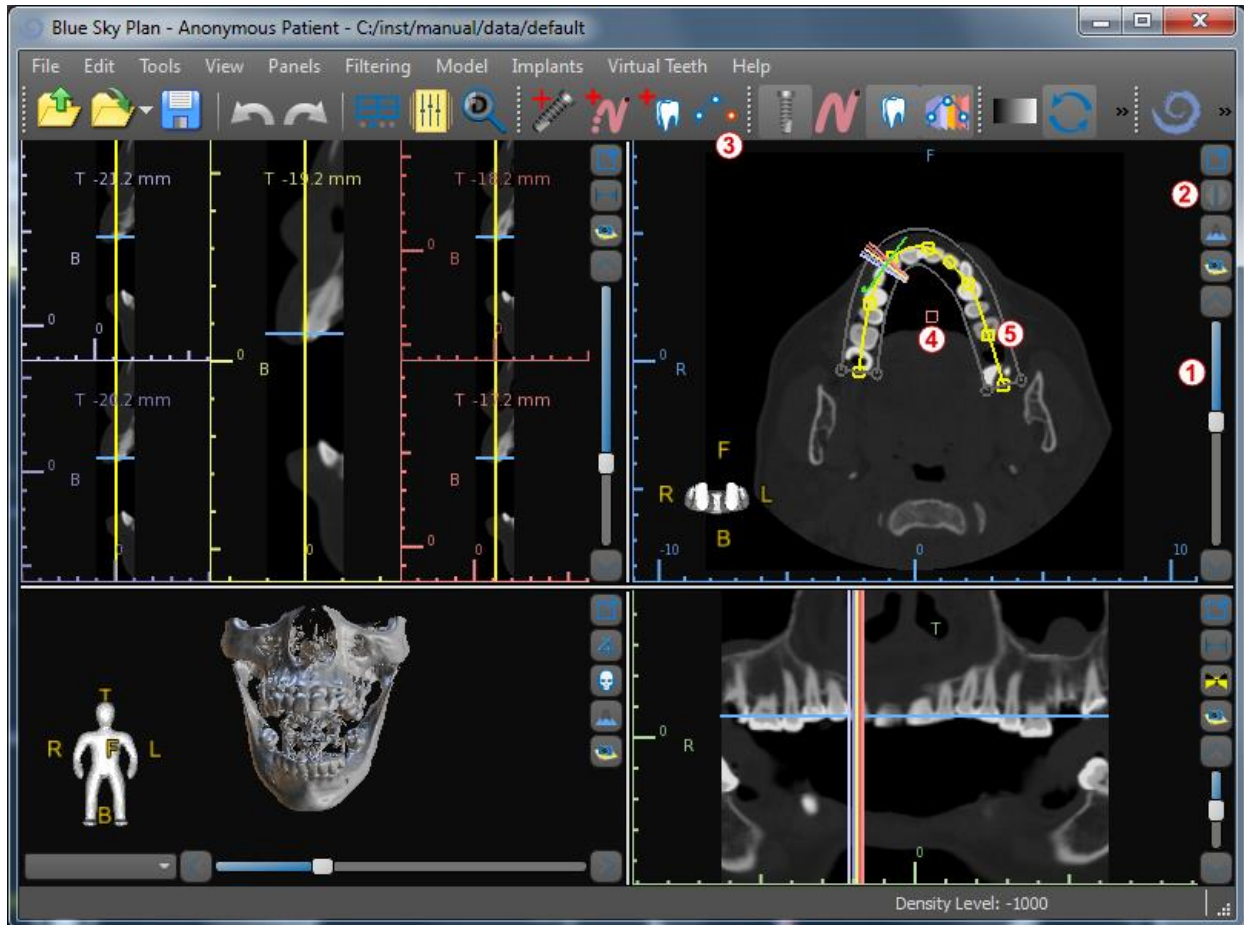 Blue Sky Plan - Anonymous Patient - C:/inst/manual/data/default
File Edit Tools View Panels Filtering Model Implants Virtual Teeth Help
» »
3
T -21.2 mm T -19.2 mm T -18.2 mm
B 0 B
0 0
0 B
T -20.2 mm T -17.2 mm
0
B B
0
0 0 0
F
2
4 5
0 R
1
F
R L
B
-10 0 10
T
R F L
B
T
0 R
0
Density Level: -1000